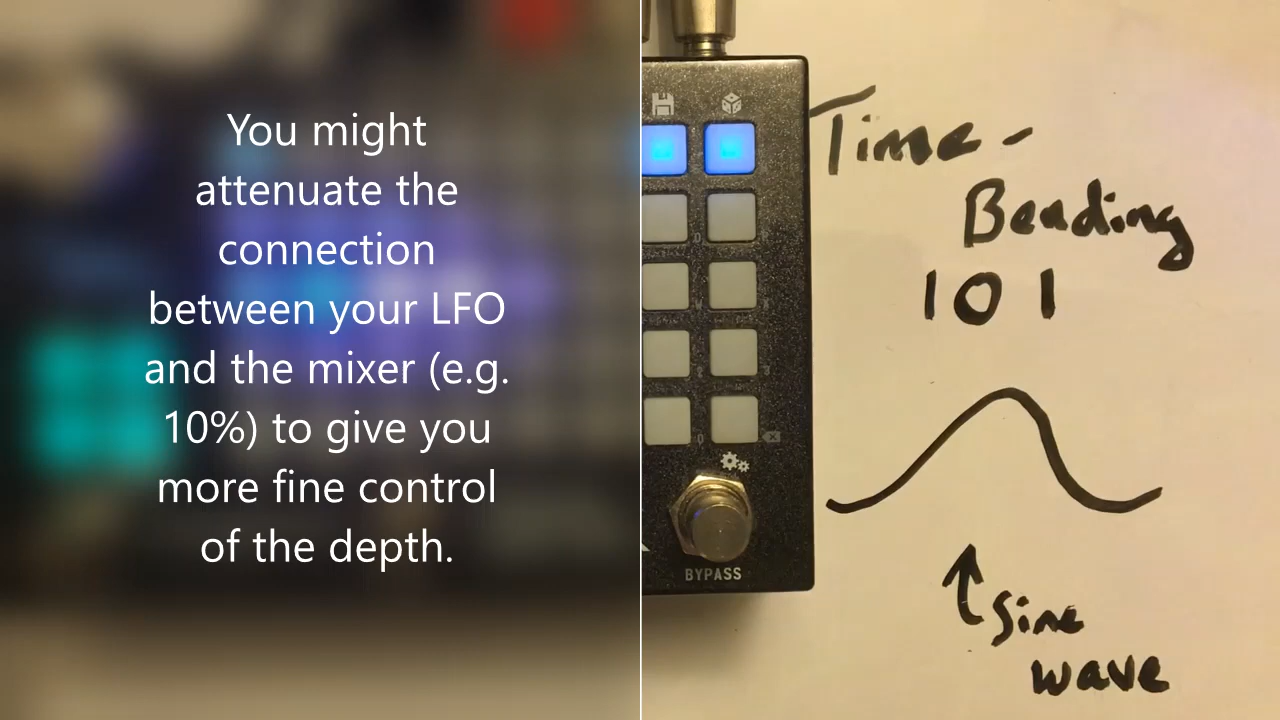 You might
attenuate the
connection
between your LFO
and the mixer (e.g.
10%) to give you
more fine control
of the depth.
BYPASS
Time-
Bending
101
Sine
wave